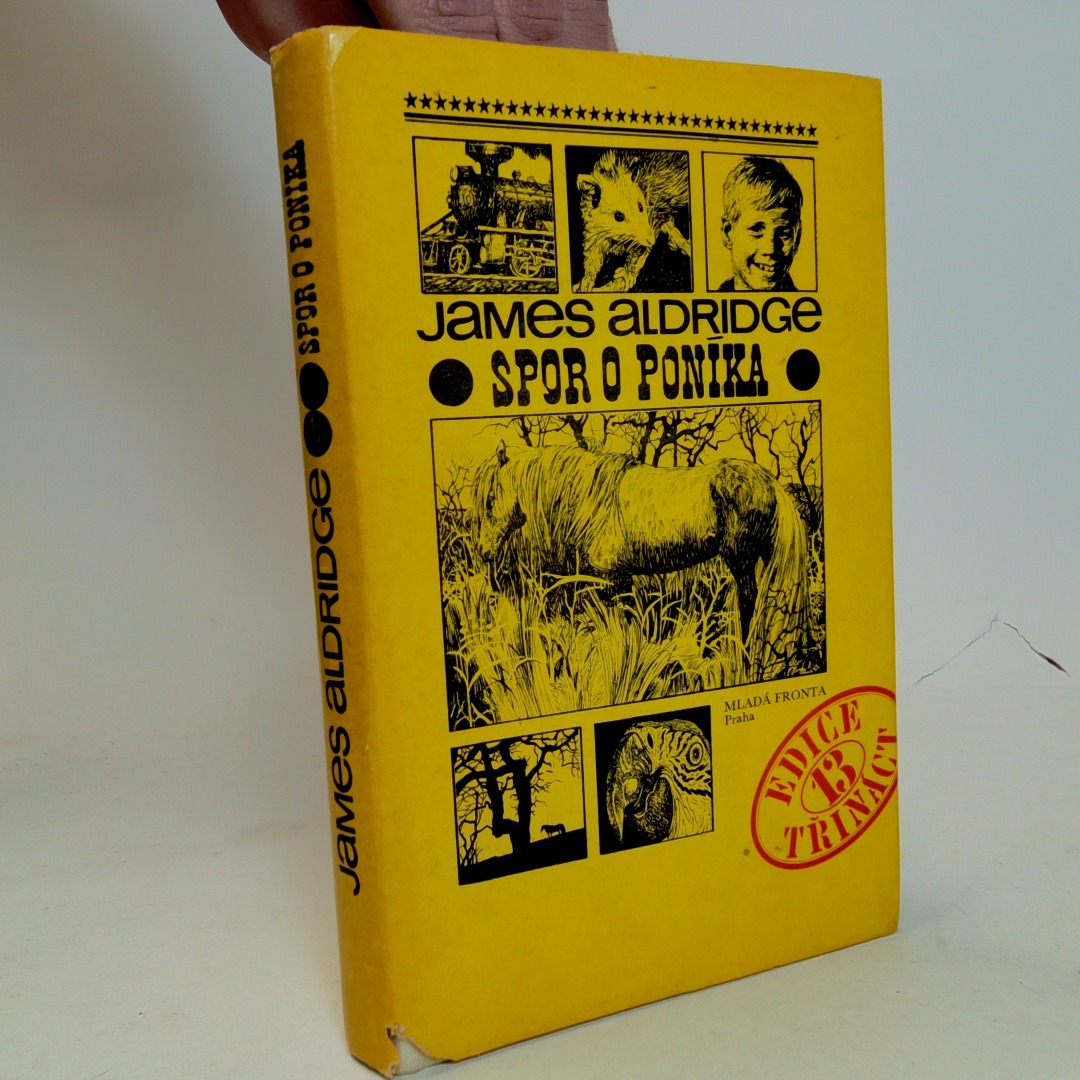 JAMES ALDRIDGE
SPOR O PONÍKA
MLADÁ FRONTA
Praha
EDICE
13
TŘINÁCT
JAMES ALDRIDGE
SPOR O PONÍKA